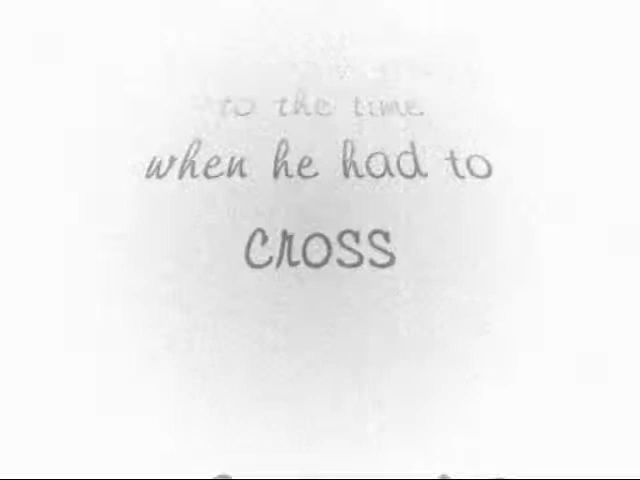 to the time
when he had to
cross